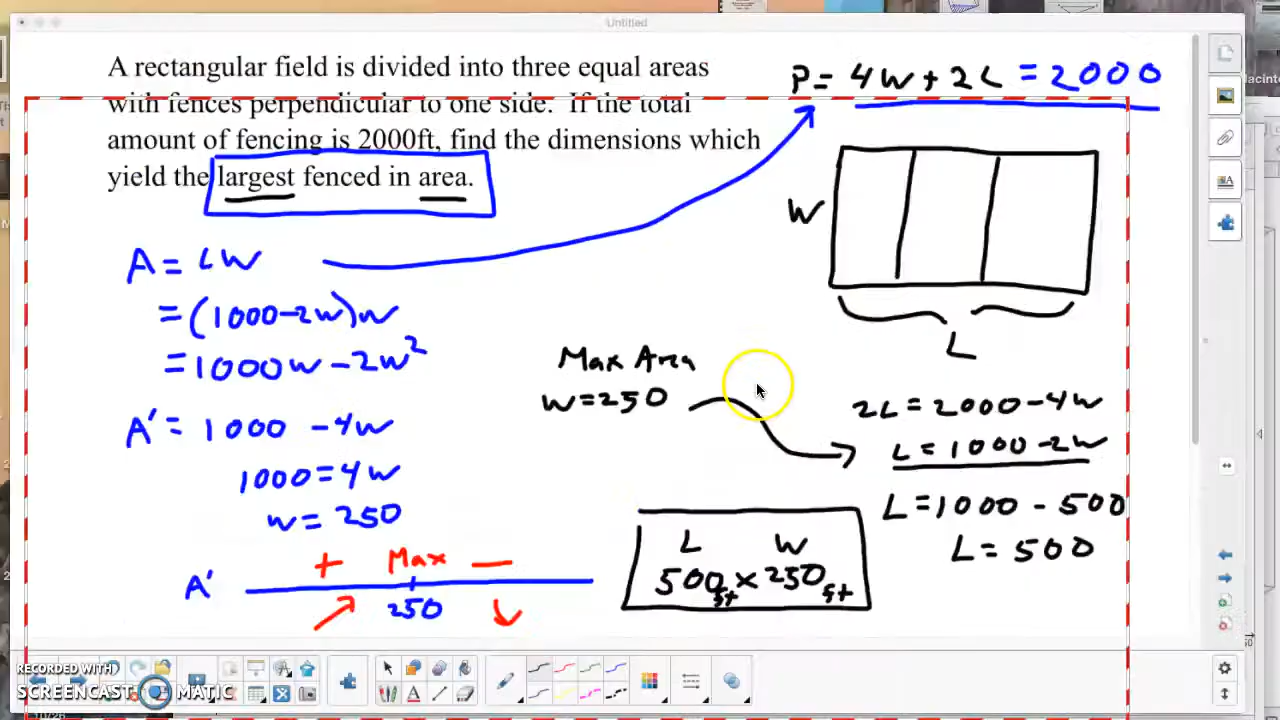 Untitled
A rectangular field is divided into three equal areas
with fences perpendicular to one side. If the total
amount of fencing is 2000ft, find the dimensions which
yield the largest fenced in area.
P = 4W + 2L = 2000
W
L
A = LW
= (1000-2W)W
= 1000W - 2W²
A' = 1000 - 4W
1000 = 4W
W = 250
A'
+ Max —
250
Max Area
W = 250
2L = 2000 - 4W
L = 1000 - 2W
L = 1000 - 500
L = 500
L W
500ft x 250ft
RECORDED WITH
SCREENCAST MATIC